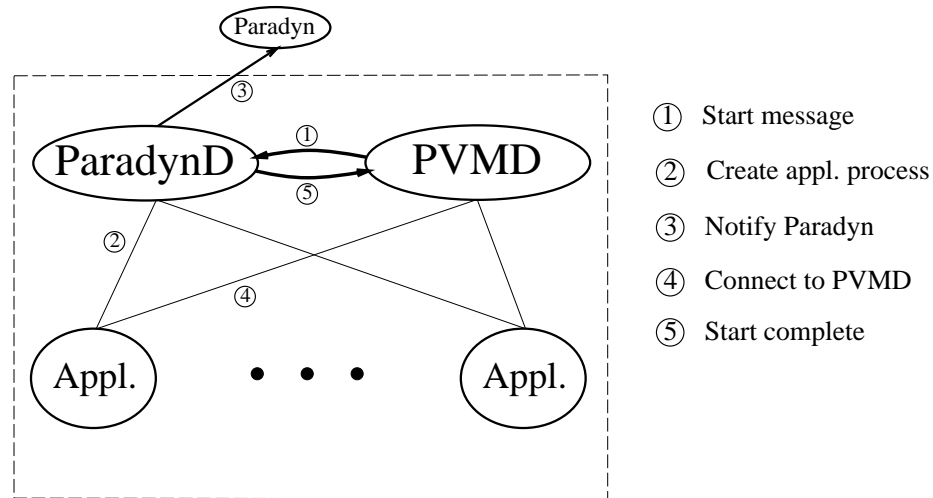 Paradyn
③
① Start message
①
ParadynD
PVMD
② Create appl. process
⑤
③ Notify Paradyn
②
④ Connect to PVMD
④
⑤ Start complete
Appl.
Appl.